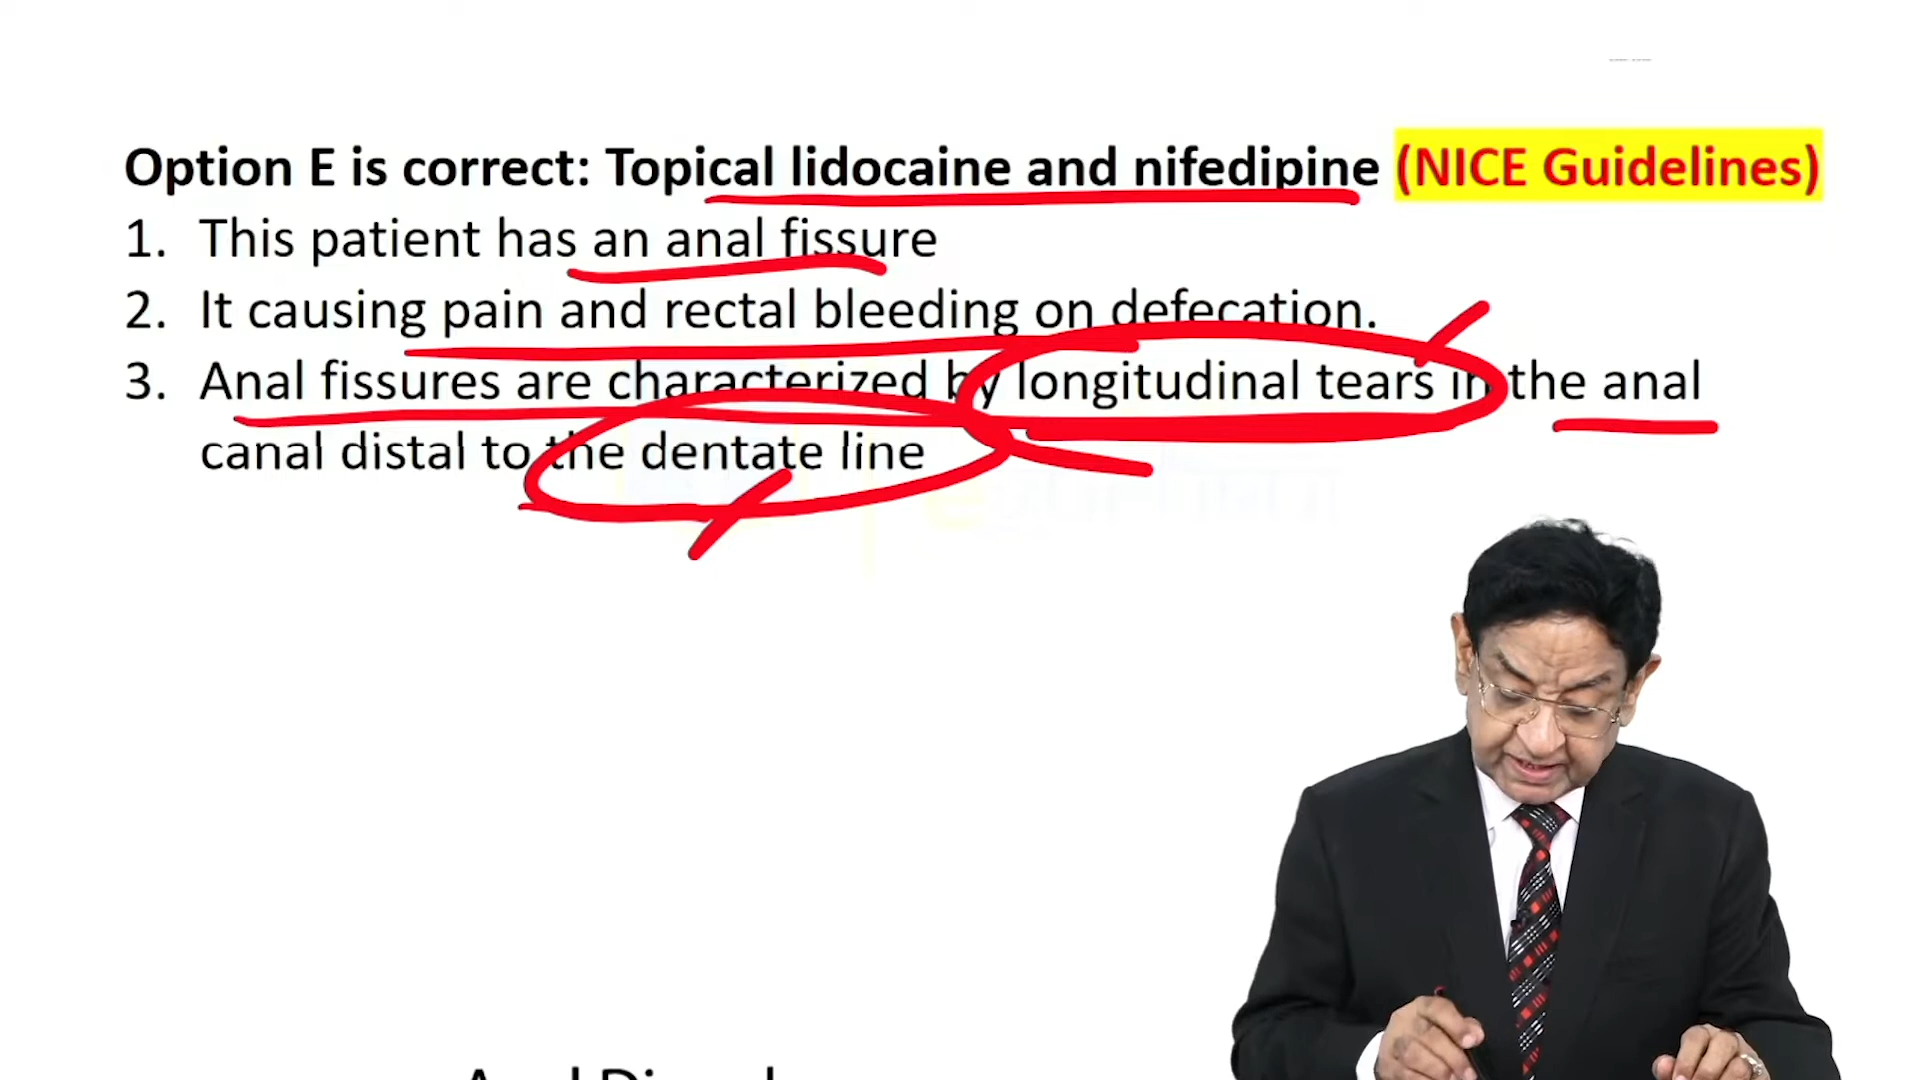 Option E is correct: Topical lidocaine and nifedipine (NICE Guidelines)
1. This patient has an anal fissure
2. It causing pain and rectal bleeding on defecation.
3. Anal fissures are characterized by longitudinal tears in the anal
canal distal to the dentate line